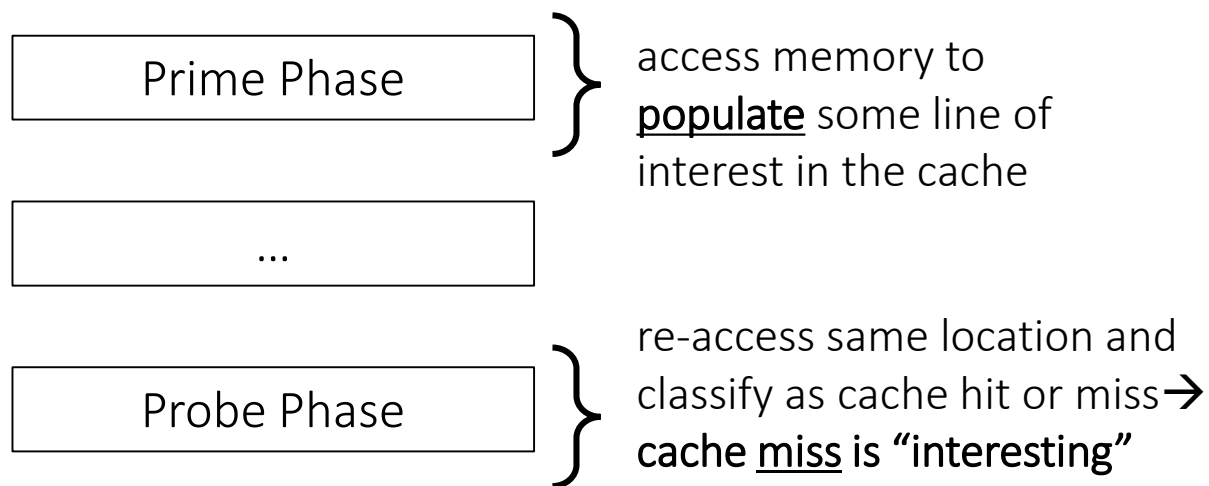 Prime Phase
access memory to
populate some line of
interest in the cache
...
Probe Phase
re-access same location and
classify as cache hit or miss→
cache miss is “interesting”